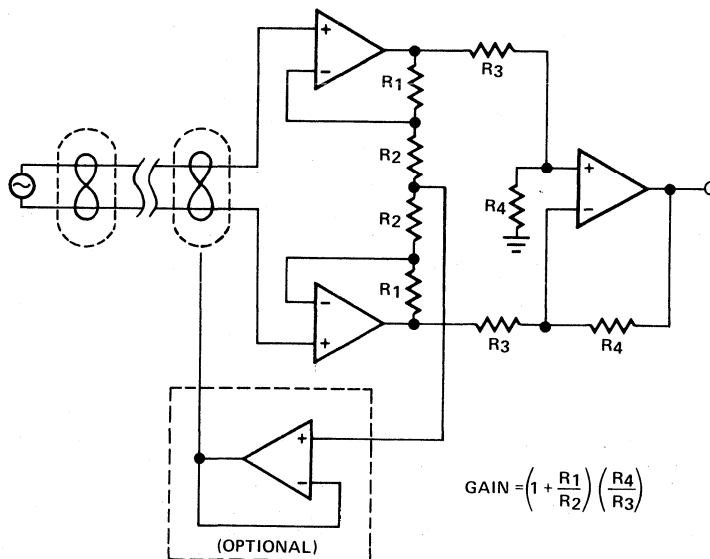 +
−
R1
R3
R2
R2
R1
R4
+
−
−
+
R3
R4
+
−
(OPTIONAL)
GAIN = (1 + R1/R2) (R4/R3)